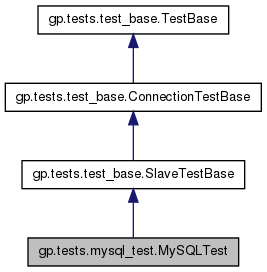 gp.tests.test_base.TestBase
gp.tests.test_base.ConnectionTestBase
gp.tests.test_base.SlaveTestBase
gp.tests.mysql_test.MySQLTest